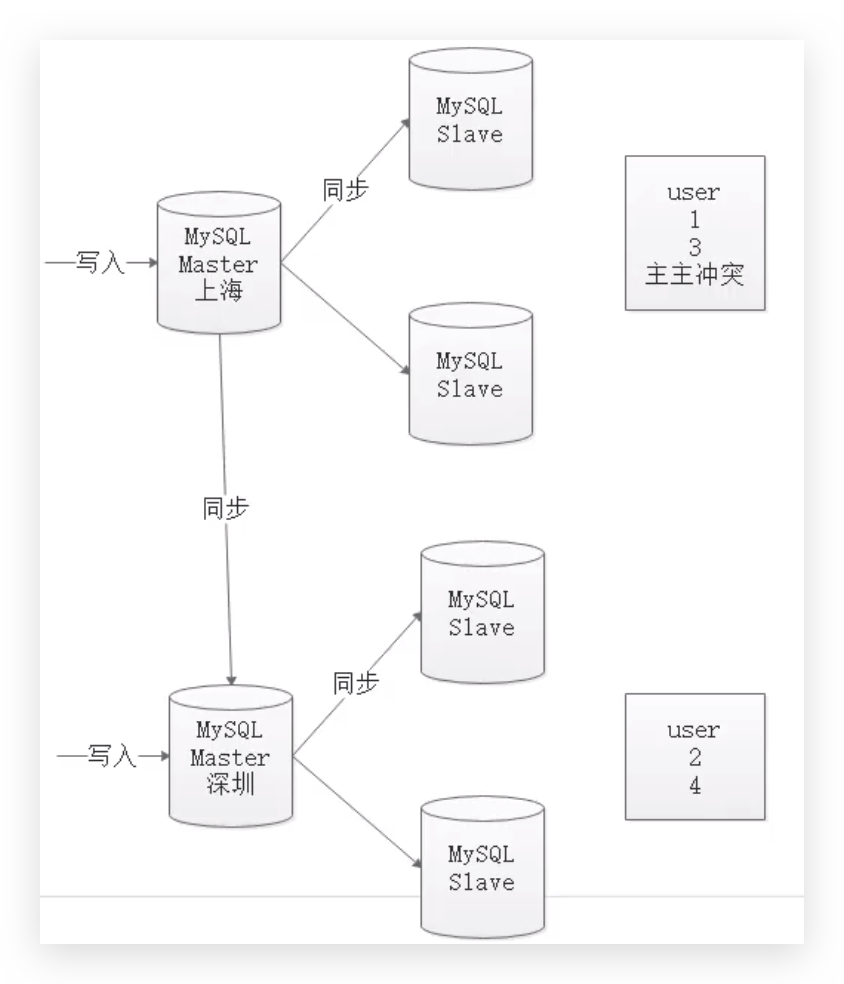 MySQL
Slave
同步
user
1
3
主主冲突
写入
MySQL
Master
上海
MySQL
Slave
同步
MySQL
Slave
同步
user
2
4
写入
MySQL
Master
深圳
MySQL
Slave